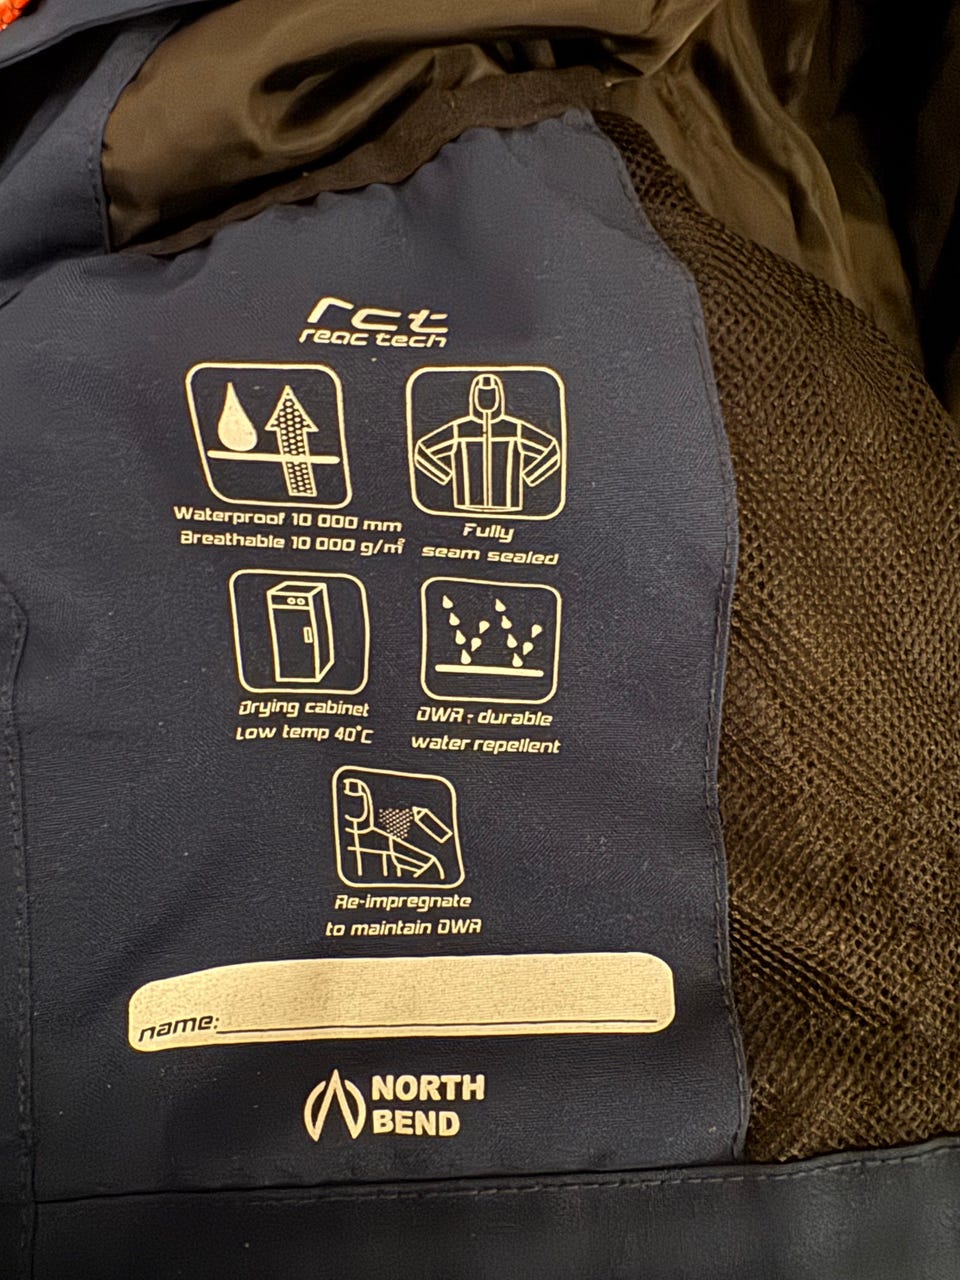 rct
reac tech
Waterproof 10 000 mm
Breathable 10 000 g/m²
Fully
seam sealed
Drying cabinet
Low temp 40°C
DWR - durable
water repellent
Re-impregnate
to maintain DWR
name:
NORTH
BEND